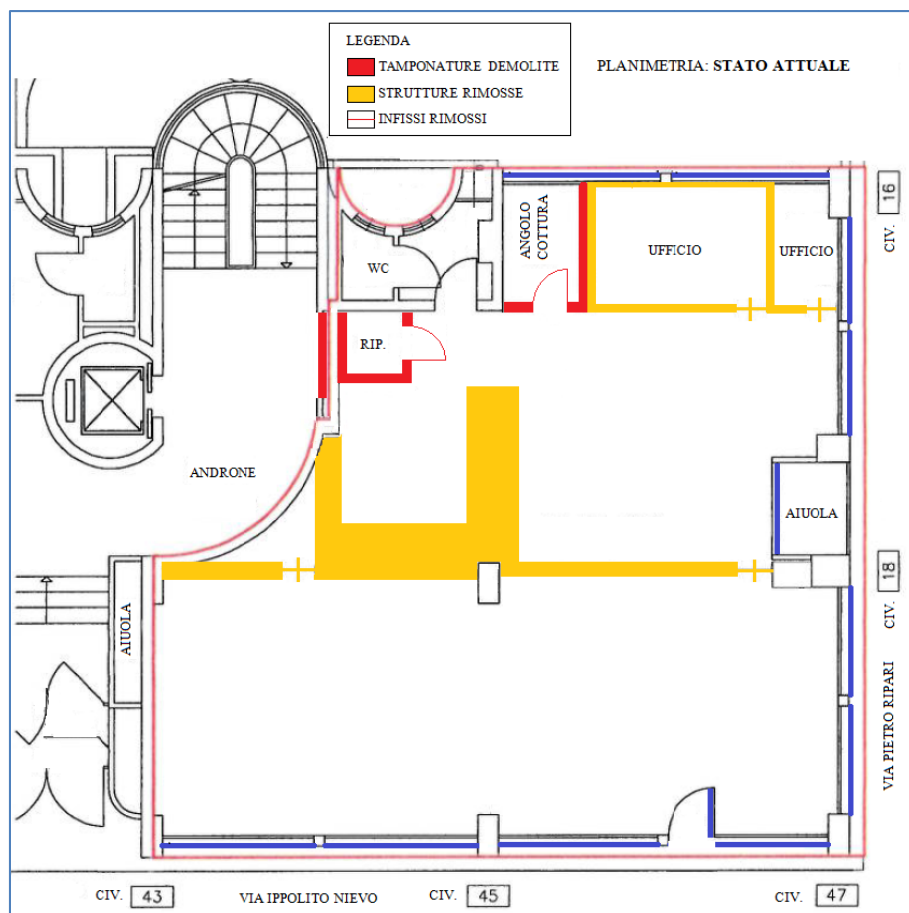 LEGENDA
TAMPONATURE DEMOLITE
STRUTTURE RIMOSSE
INFISSI RIMOSSI
PLANIMETRIA: STATO ATTUALE
ANGOLO
COTTURA
UFFICIO
UFFICIO
WC
RIP.
ANDRONE
AIUOLA
AIUOLA
CIV. 16
CIV. 18
VIA PIETRO RIPARI
CIV. 43
VIA IPPOLITO NIEVO
CIV. 45
CIV. 47